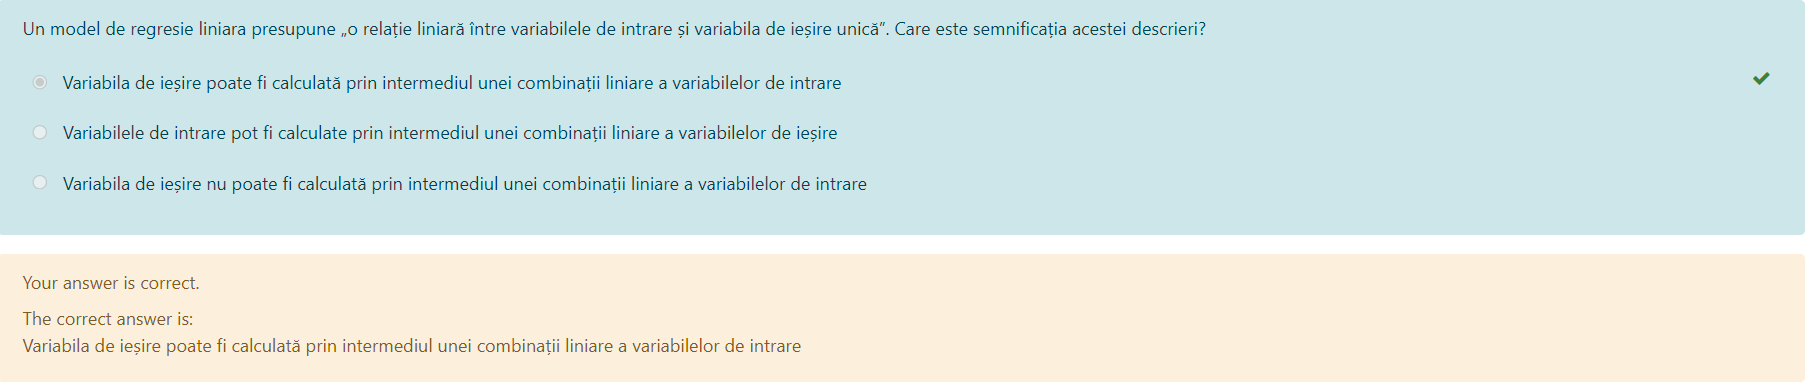 Un model de regresie liniara presupune „o relație liniară între variabilele de intrare și variabila de ieșire unică”. Care este semnificația acestei descrieri?
Variabila de ieșire poate fi calculată prin intermediul unei combinații liniare a variabilelor de intrare
Variabilele de intrare pot fi calculate prin intermediul unei combinații liniare a variabilelor de ieșire
Variabila de ieșire nu poate fi calculată prin intermediul unei combinații liniare a variabilelor de intrare
Your answer is correct.
The correct answer is:
Variabila de ieșire poate fi calculată prin intermediul unei combinații liniare a variabilelor de intrare